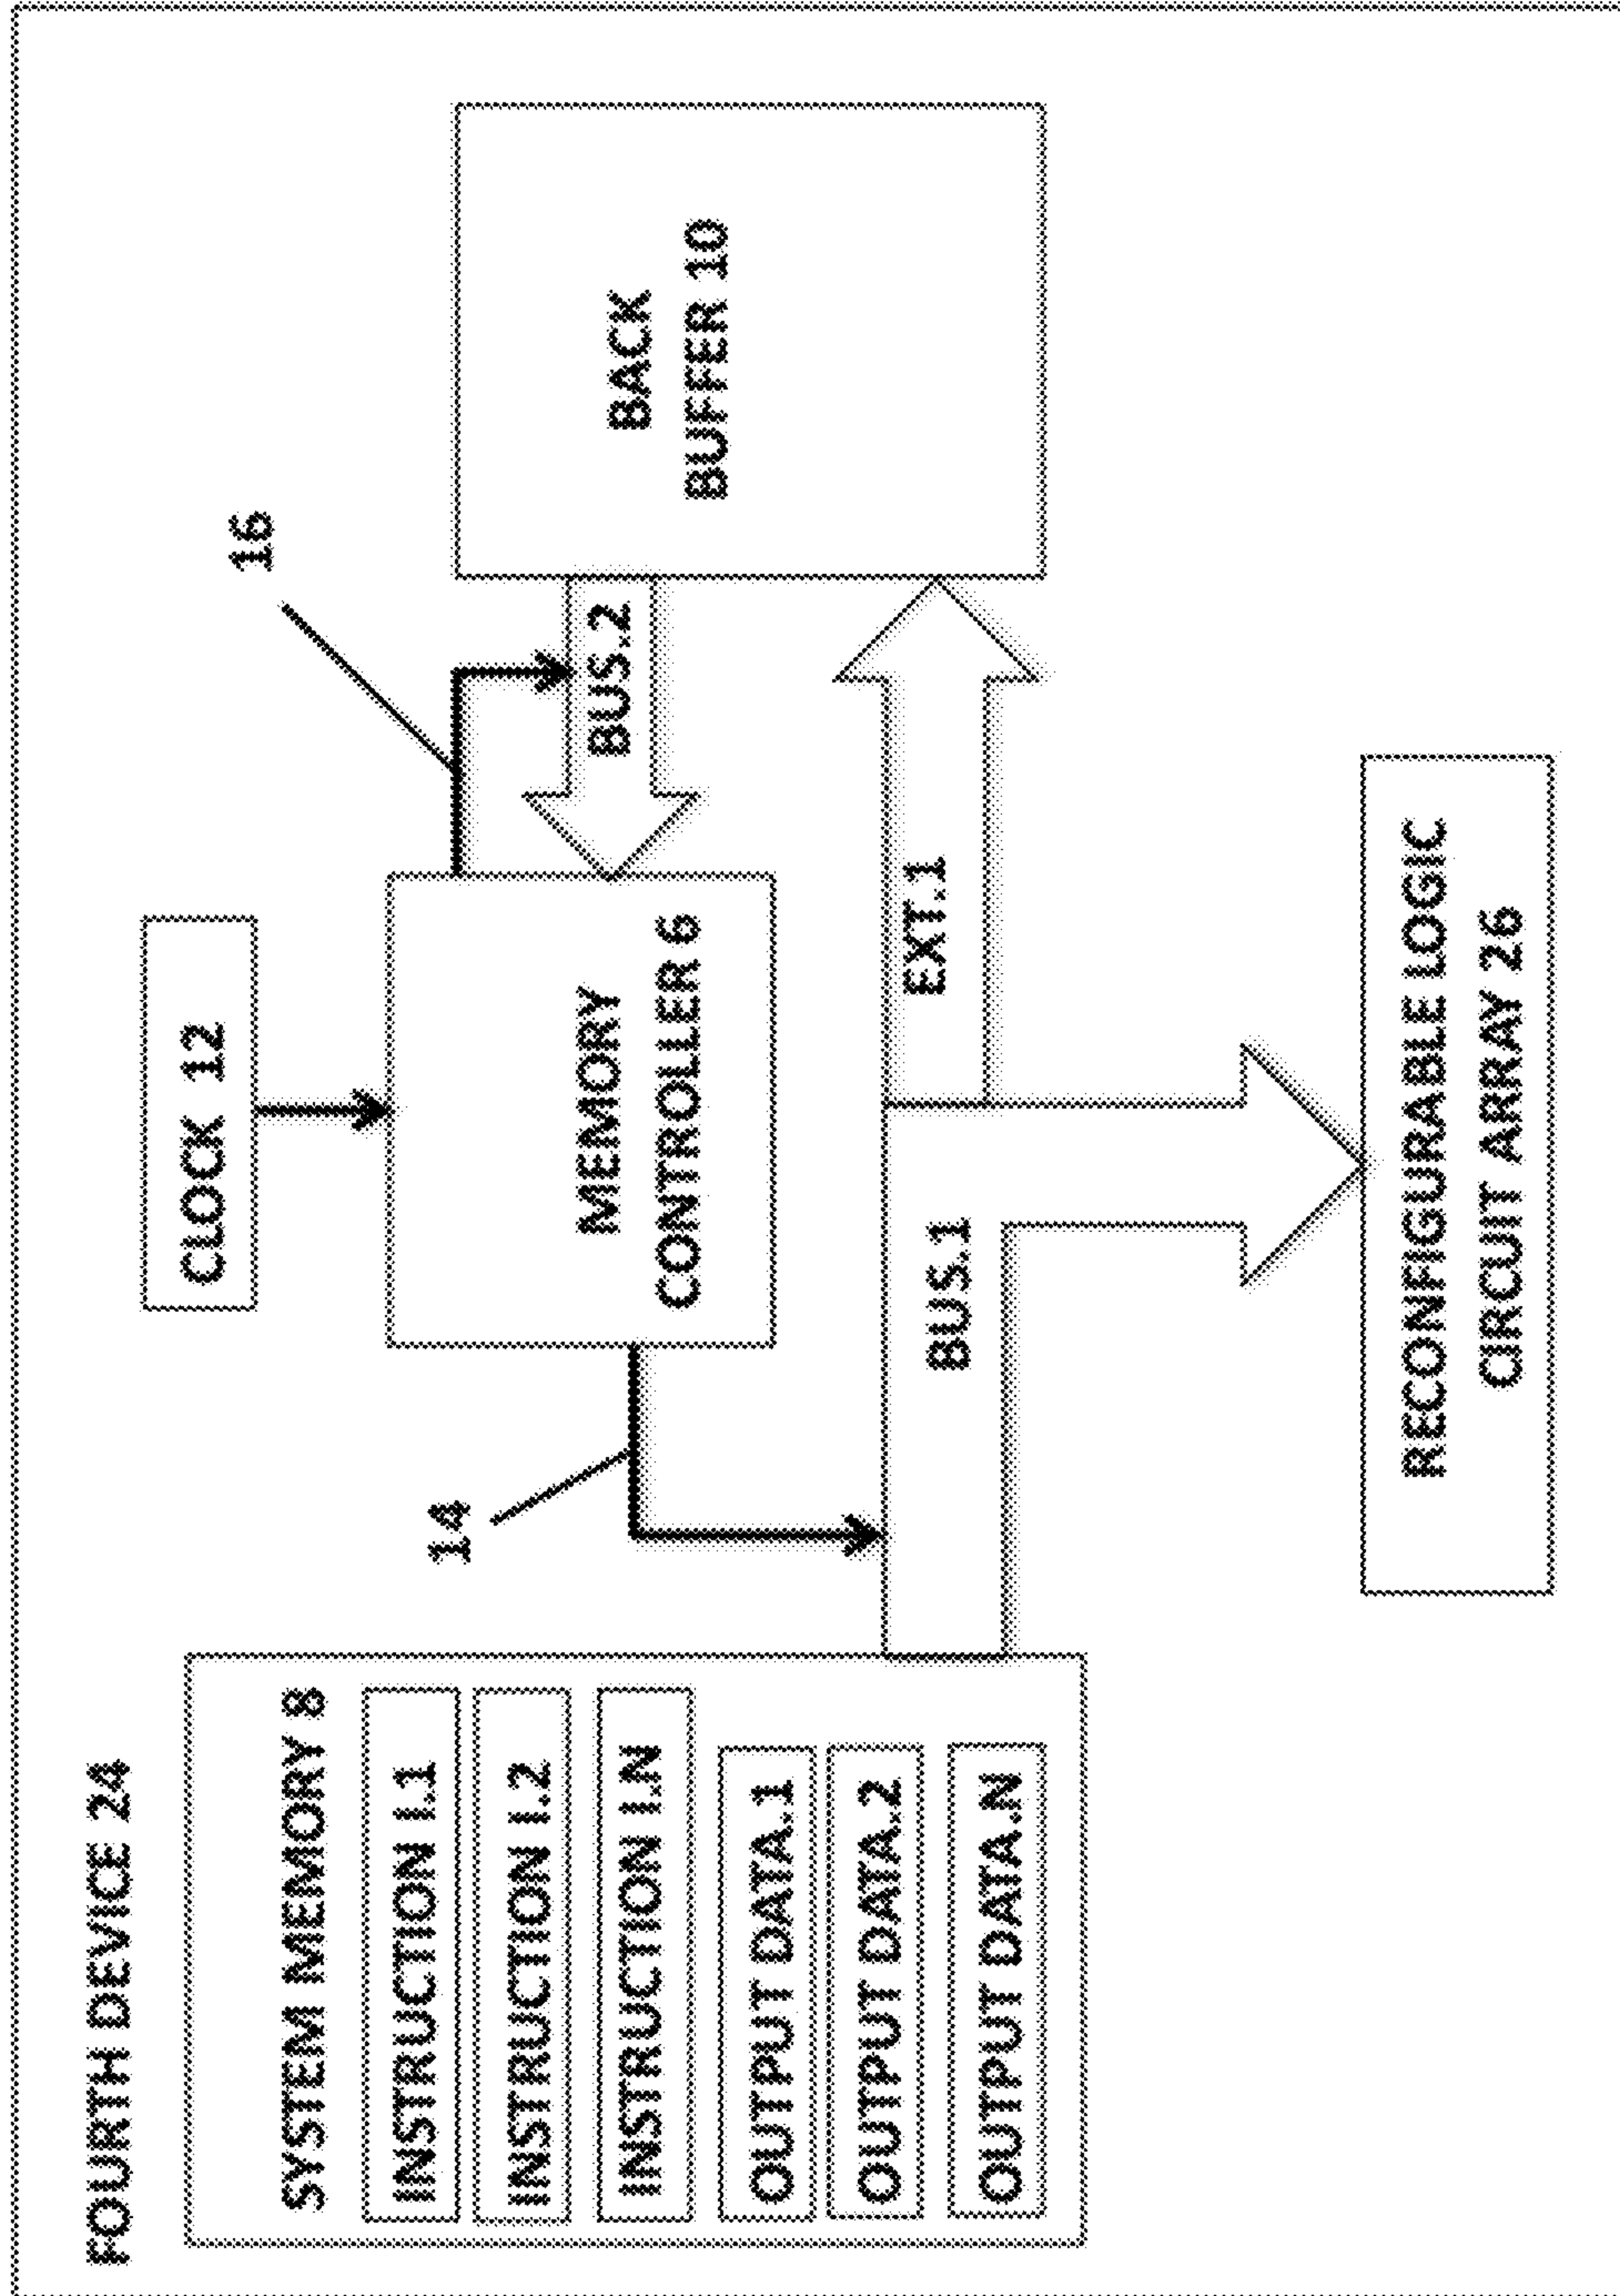 FOURTH DEVICE 24
SYSTEM MEMORY 8
INSTRUCTION I.1
INSTRUCTION I.2
INSTRUCTION I.N
OUTPUT DATA.1
OUTPUT DATA.2
OUTPUT DATA.N
14
CLOCK 12
MEMORY
CONTROLLER 6
16
BUS.2
BACK
BUFFER 10
BUS.1
EXT.1
RECONFIGURABLE LOGIC
CIRCUIT ARRAY 26